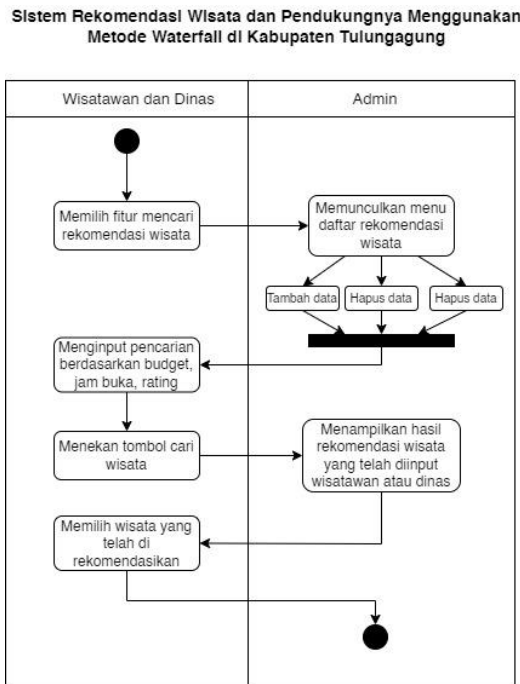 Sistem Rekomendasi Wisata dan Pendukungnya Menggunakan
Metode Waterfall di Kabupaten Tulungagung
Wisatawan dan Dinas
Admin
Memilih fitur mencari
rekomendasi wisata
Memunculkan menu
daftar rekomendasi
wisata
Tambah data
Hapus data
Hapus data
Menginput pencarian
berdasarkan budget,
jam buka, rating
Menekan tombol cari
wisata
Menampilkan hasil
rekomendasi wisata
yang telah diinput
wisatawan atau dinas
Memilih wisata yang
telah di
rekomendasikan